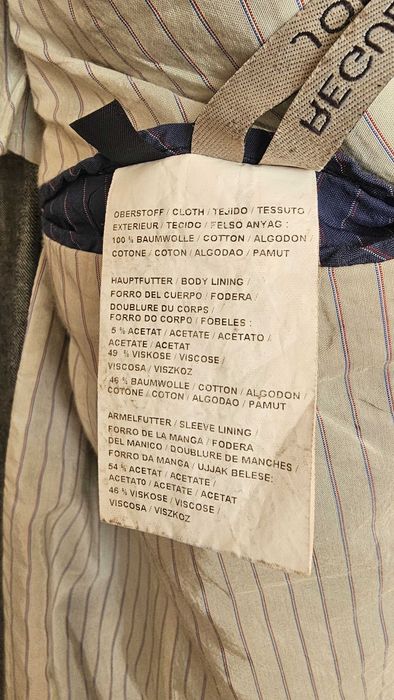 OBERSTOFF / CLOTH / TEJIDO / TESSUTO
EXTERIEUR / TECIDO / FELSO ANYAG :
100 % BAUMWOLLE / COTTON / ALGODON /
COTONE / COTON / ALGODAO / PAMUT
HAUPTFUTTER / BODY LINING /
FORRO DEL CUERPO / FODERA /
DOUBLURE DU CORPS /
FORRO DO CORPO / FOBELES :
5 % ACETAT / ACETATE / ACETATO /
ACETATE / ACETAT
49 % VISKOSE / VISCOSE /
VISCOSA / VISZKOZ
46 % BAUMWOLLE / COTTON / ALGODON /
COTONE / COTON / ALGODAO / PAMUT
ARMELFUTTER / SLEEVE LINING /
FORRO DE LA MANGA / FODERA
DEL MANICO / DOUBLURE DE MANCHES /
FORRO DA MANGA / UJJAK BELESE:
54 % ACETAT / ACETATE /
ACETATO / ACETATE / ACETAT
46 % VISKOSE / VISCOSE /
VISCOSA / VISZKOZ